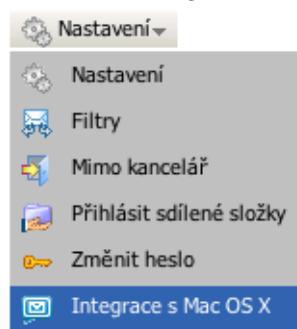 Nastavení
Nastavení
Filtry
Mimo kancelář
Přihlásit sdílené složky
Změnit heslo
Integrace s Mac OS X